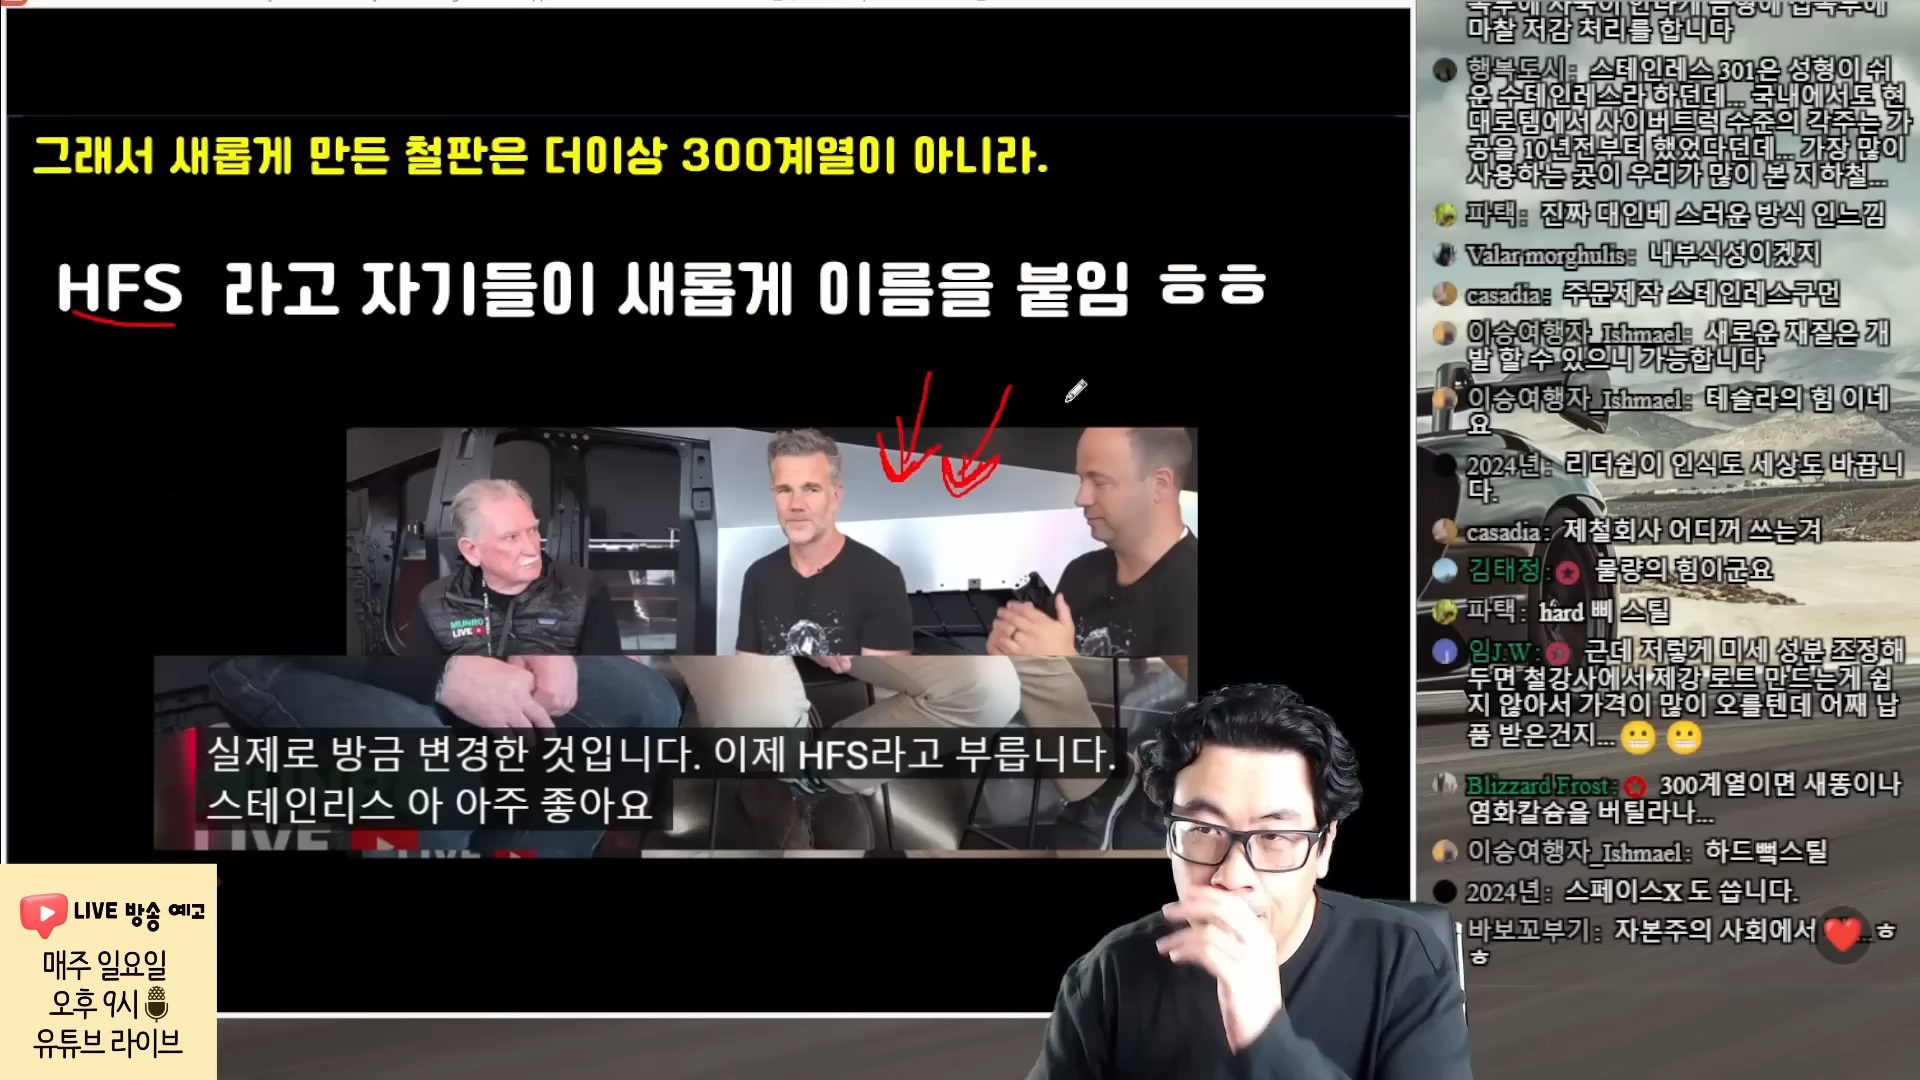 그래서 새롭게 만든 철판은 더이상 300계열이 아니라.
HFS 라고 자기들이 새롭게 이름을 붙임 ㅎㅎ
MUNRO
LIVE
실제로 방금 변경한 것입니다. 이제 HFS라고 부릅니다.
스테인리스 아 아주 좋아요
LIVE
LIVE
LIVE 방송 예고
매주 일요일
오후 9시
유튜브 라이브
마찰 저감 처리를 합니다
행복도시: 스테인레스 301은 성형이 쉬
운 수테인레스라 하던데... 국내에서도 현
대로템에서 사이버트럭 수준의 각주는 가
공을 10년전부터 했었다던데... 가장 많이
사용하는 곳이 우리가 많이 본 지하철...
파택: 진짜 대인베 스러운 방식 인느낌
Valar morghulis: 내부식성이겠지
casadia: 주문제작 스테인레스구먼
이승여행자_Ishmael: 새로운 재질은 개
발 할 수 있으니 가능합니다
이승여행자_Ishmael: 테슬라의 힘 이네
요
2024년: 리더쉽이 인식도 세상도 바꿉니
다.
casadia: 제철회사 어디꺼 쓰는겨
김태정: 물량의 힘이군요
파택: hard 삐 스틸
임J.W: 근데 저렇게 미세 성분 조정해
두면 철강사에서 제강 로트 만드는게 쉽
지 않아서 가격이 많이 오를텐데 어째 납
품 받은건지...😬 😬
Blizzard Frost: 300계열이면 새똥이나
염화칼슘을 버틸라나...
이승여행자_Ishmael: 하드뻑스틸
2024년: 스페이스X 도 씁니다.
바보꼬부기: 자본주의 사회에서 ❤️...ㅎ
ㅎ